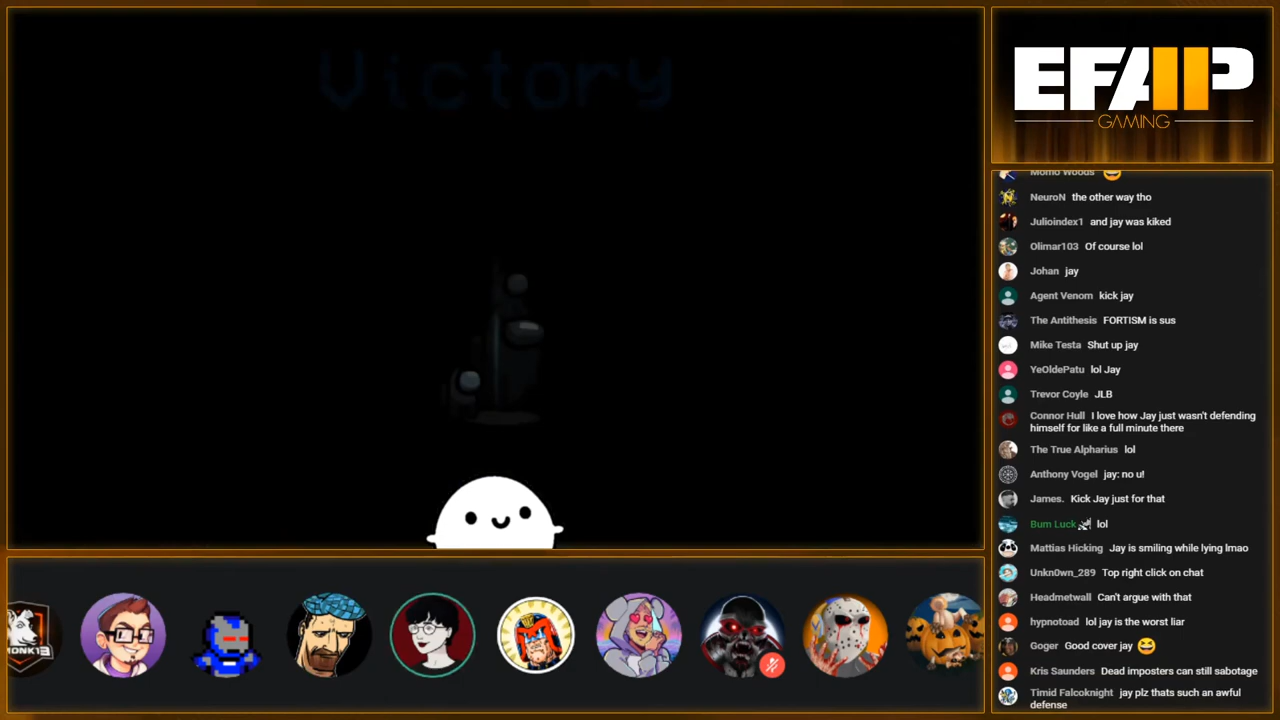 Victory
EFAP
GAMING
Momo Woods
NeuroN the other way tho
Julioindex1 and jay was kiked
Olimar103 Of course lol
Johan jay
Agent Venom kick jay
The Antithesis FORTISM is sus
Mike Testa Shut up jay
YeOldePatu lol Jay
Trevor Coyle JLB
Connor Hull I love how Jay just wasn't defending
himself for like a full minute there
The True Alpharius lol
Anthony Vogel jay: no u!
James. Kick Jay just for that
Bum Luck lol
Mattias Hicking Jay is smiling while lying lmao
Unkn0wn_289 Top right click on chat
Headmetwall Can't argue with that
hypnotoad lol jay is the worst liar
Goger Good cover jay
Kris Saunders Dead imposters can still sabotage
Timid Falcoknight jay plz thats such an awful
defense